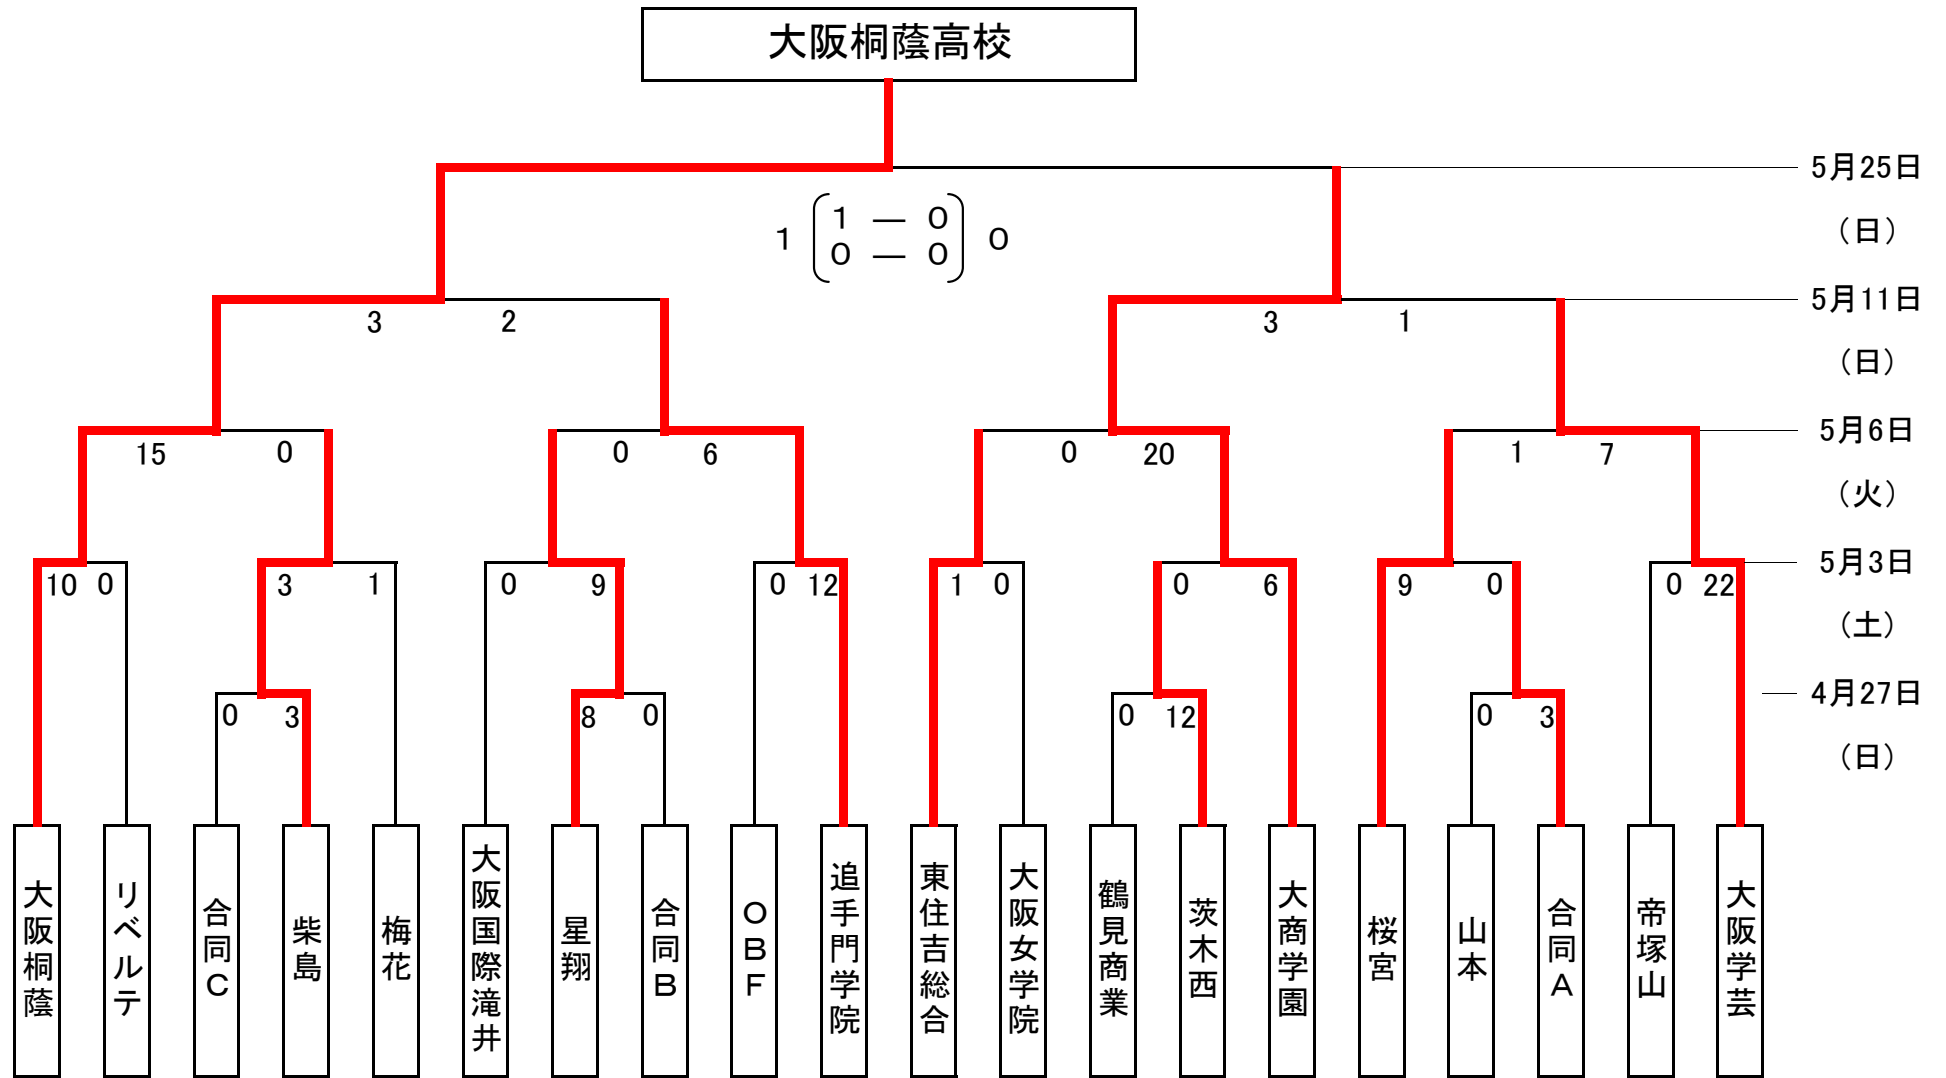 大阪桐蔭高校
5月25日
（日）
1 1 ― 0 0
0 ― 0
5月11日
（日）
3 2 3 1
5月6日
（火）
15 0 0 6 0 20 1 7
5月3日
（土）
10 0 3 1 0 9 0 12 1 0 0 6 9 0 0 22
4月27日
（日）
0 3 8 0 0 12 0 3
大阪桐蔭
リベルテ
合同C
柴島
梅花
大阪国際滝井
星翔
合同B
OBF
追手門学院
東住吉総合
大阪女学院
鶴見商業
茨木西
大商学園
桜宮
山本
合同A
帝塚山
大阪学芸